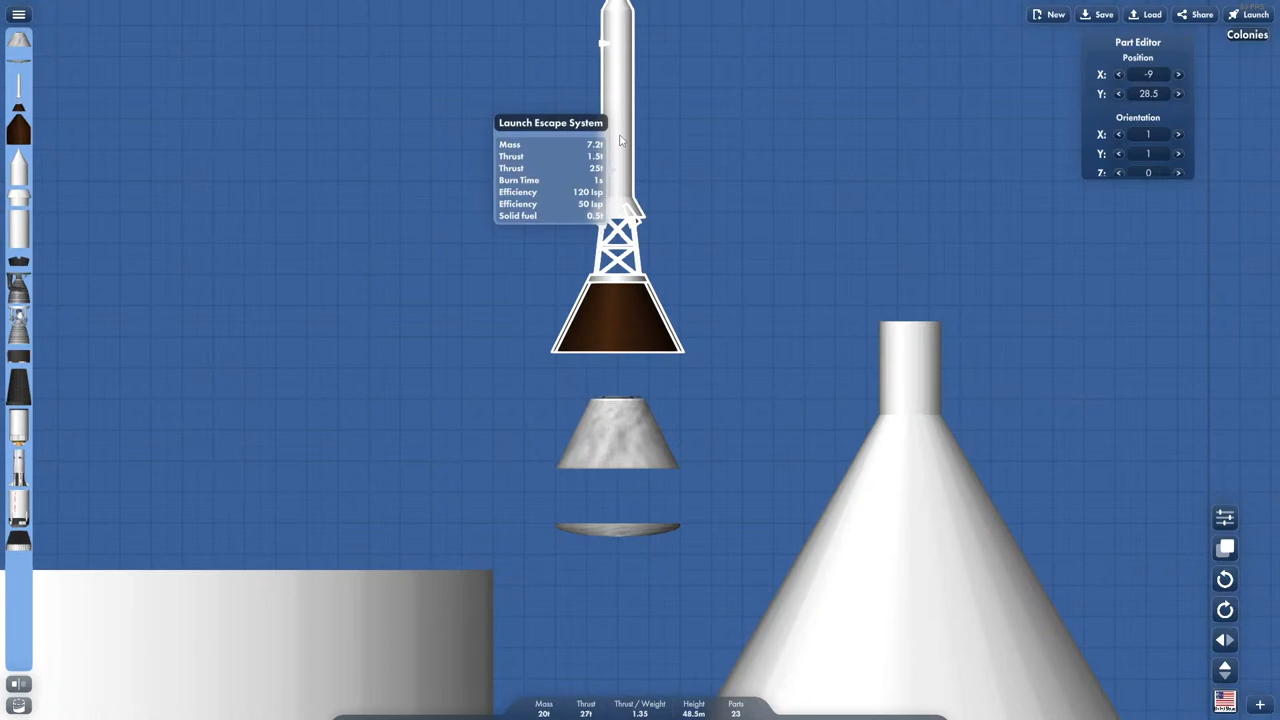 New
Save
Load
Share
Launch
Colonies
Part Editor
Position
X: < -9 >
Y: < 28.5 >
Orientation
X: < 1 >
Y: < 1 >
Z: < 0 >
Launch Escape System
Mass 7.2t
Thrust 1.5t
Thrust 25t
Burn Time 1s
Efficiency 120 Isp
Efficiency 50 Isp
Solid fuel 0.5t
Mass Thrust Thrust / Weight Height Parts
20t 27t 1.35 48.5m 23